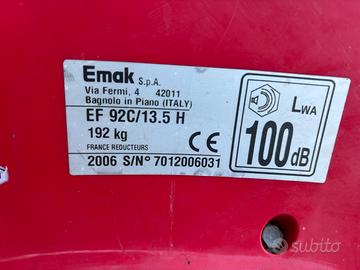 Emak S.p.A.
Via Fermi, 4 42011
Bagnolo in Piano (ITALY)
EF 92C/13.5 H
192 kg
FRANCE REDUCTEURS
CE
2006 S/N° 7012006031
LWA
100dB
subito